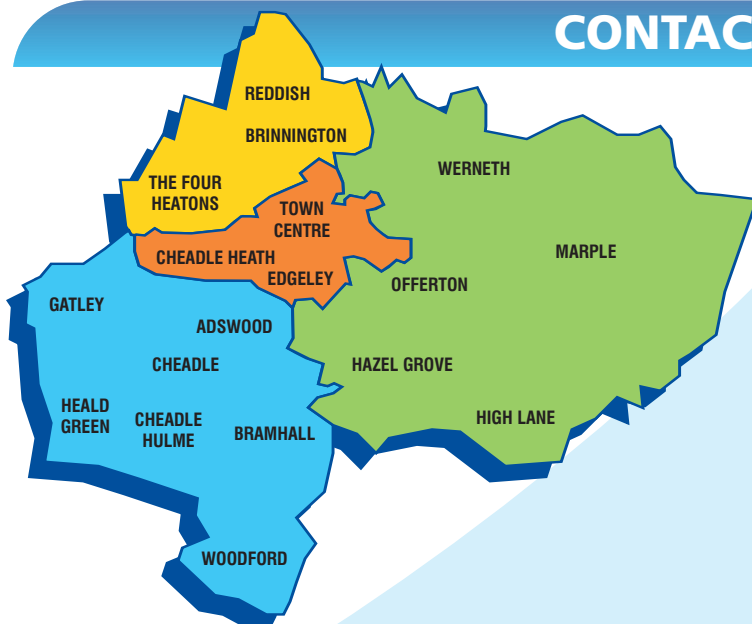 CONTAC
REDDISH
BRINNINGTON
WERNETH
THE FOUR
HEATONS
TOWN
CENTRE
MARPLE
CHEADLE HEATH
EDGELEY
OFFERTON
GATLEY
ADSWOOD
CHEADLE
HAZEL GROVE
HEALD
GREEN
CHEADLE
HULME
BRAMHALL
HIGH LANE
WOODFORD